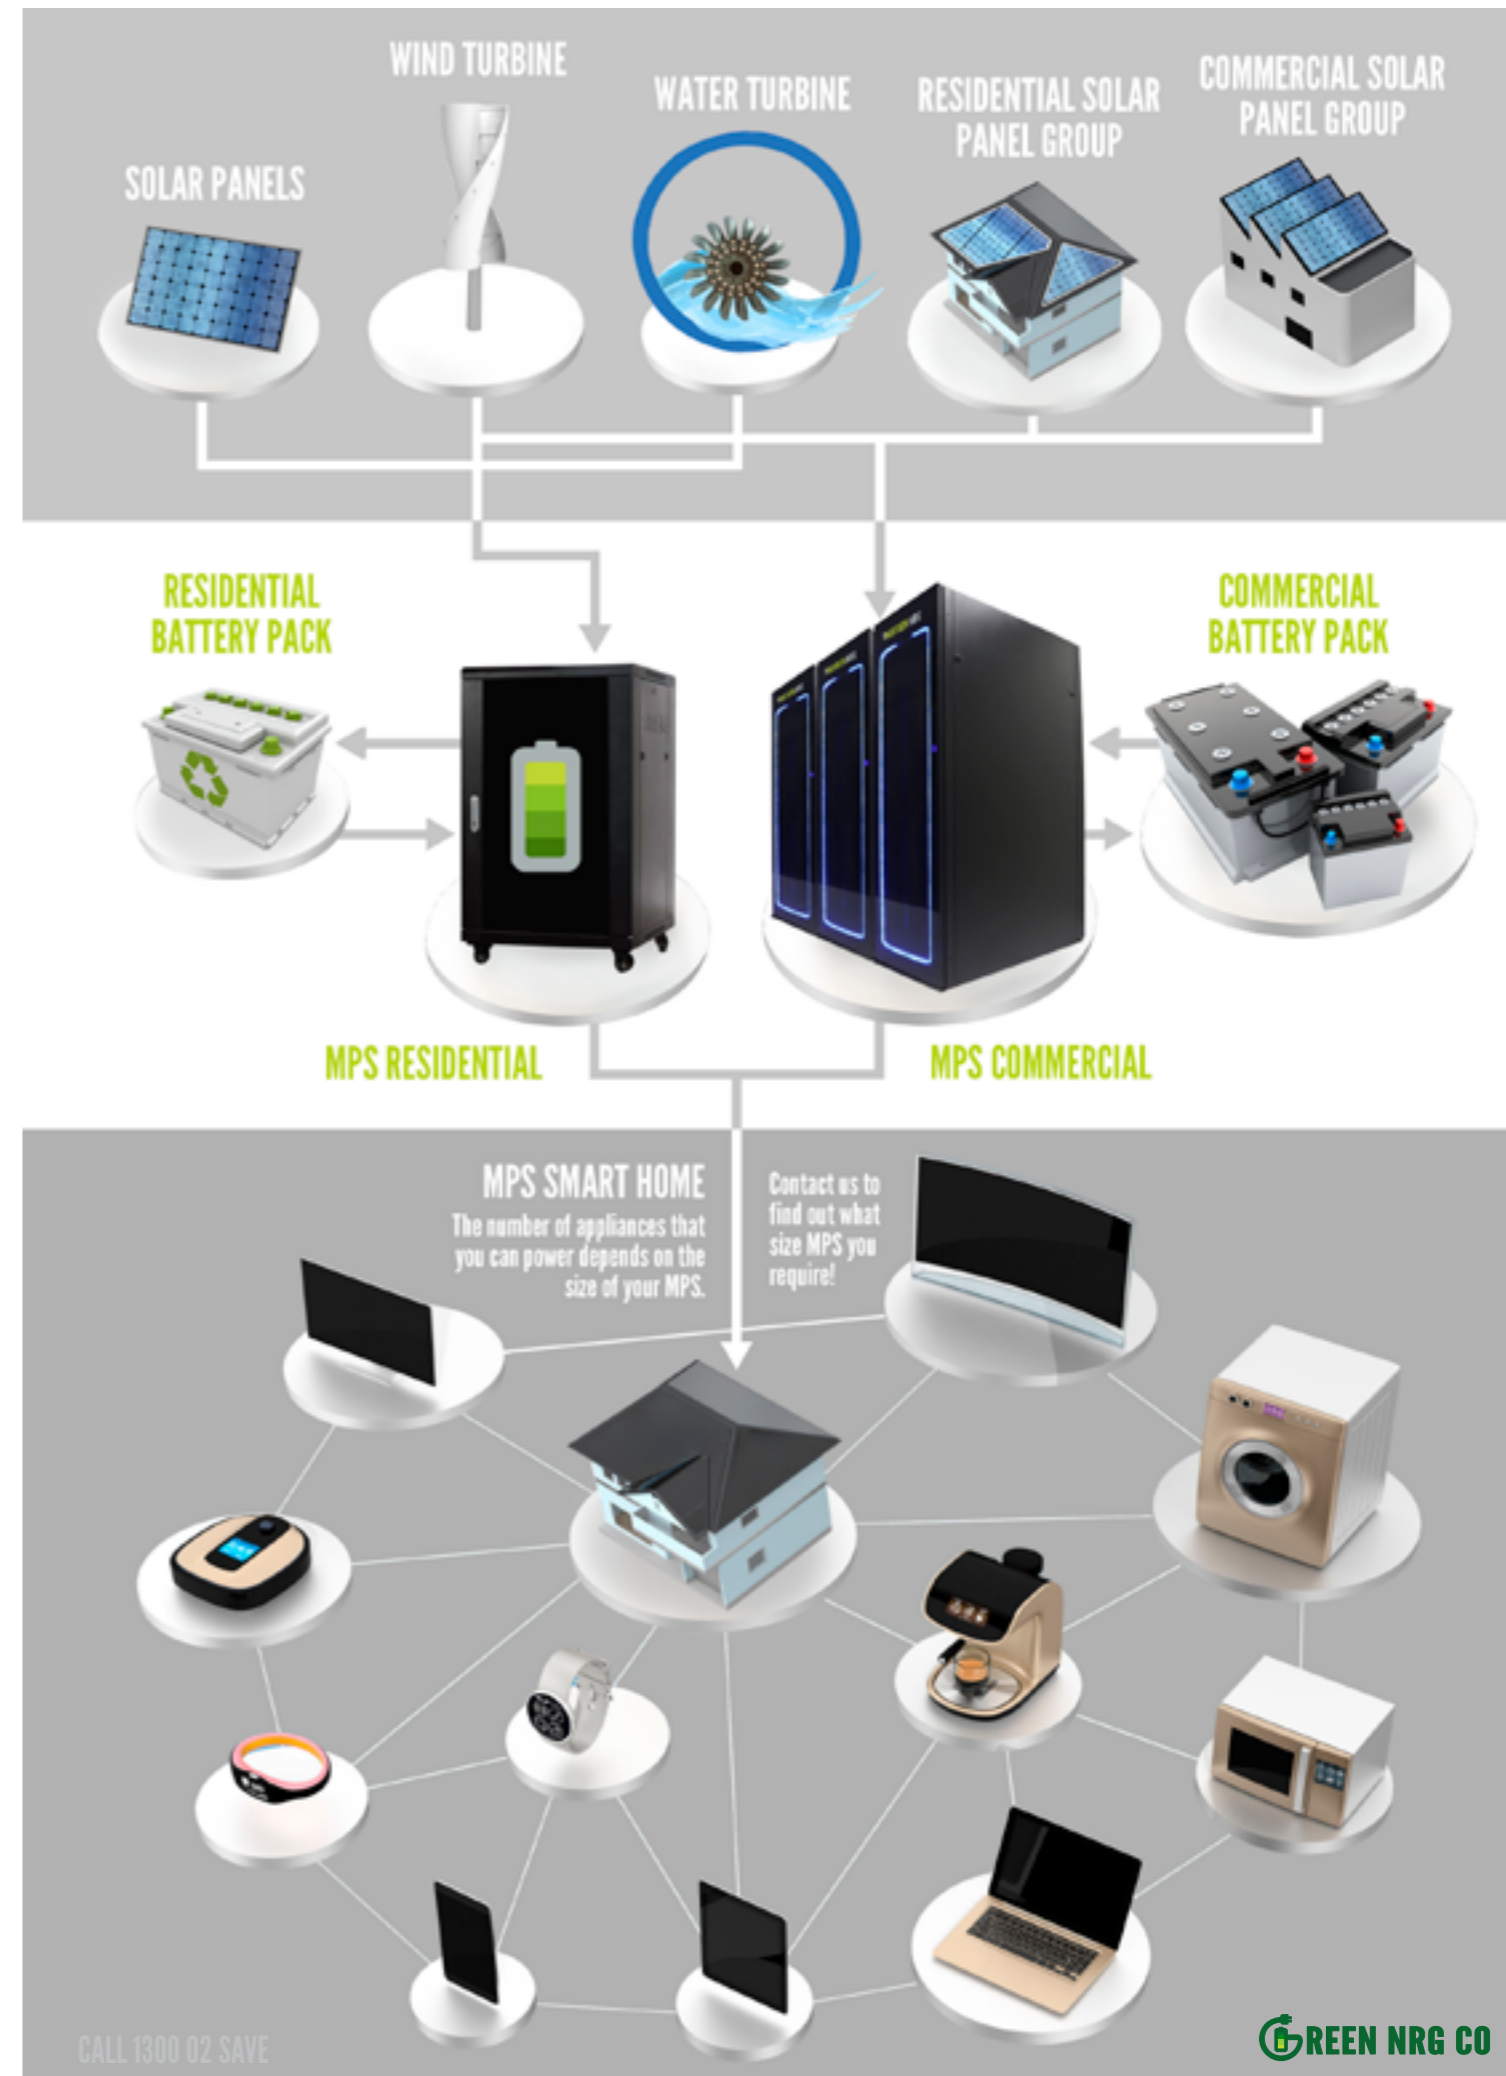 WIND TURBINE
WATER TURBINE
RESIDENTIAL SOLAR
PANEL GROUP
COMMERCIAL SOLAR
PANEL GROUP
SOLAR PANELS
RESIDENTIAL
BATTERY PACK
COMMERCIAL
BATTERY PACK
MPS RESIDENTIAL
MPS COMMERCIAL
MPS SMART HOME
The number of appliances that
you can power depends on the
size of your MPS.
Contact us to
find out what
size MPS you
require!
CALL 1300 02 SAVE
GREEN NRG CO